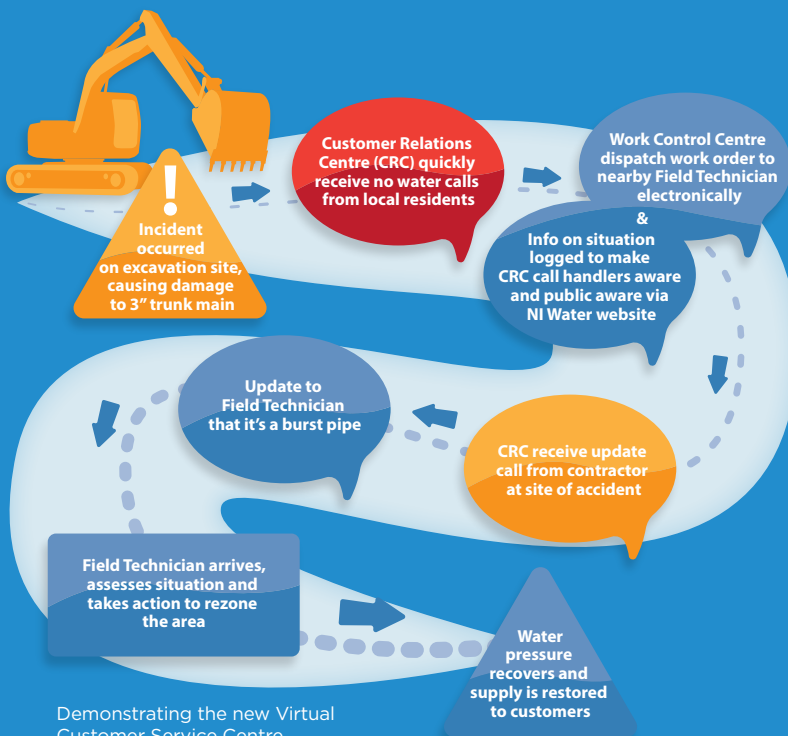 !
Incident
occurred
on excavation site,
causing damage
to 3” trunk main
Customer Relations
Centre (CRC) quickly
receive no water calls
from local residents
Work Control Centre
dispatch work order to
nearby Field Technician
electronically
&
Info on situation
logged to make
CRC call handlers aware
and public aware via
NI Water website
CRC receive update
call from contractor
at site of accident
Update to
Field Technician
that it’s a burst pipe
Field Technician arrives,
assesses situation and
takes action to rezone
the area
Water
pressure
recovers and
supply is restored
to customers
Demonstrating the new Virtual
Customer Service Centre